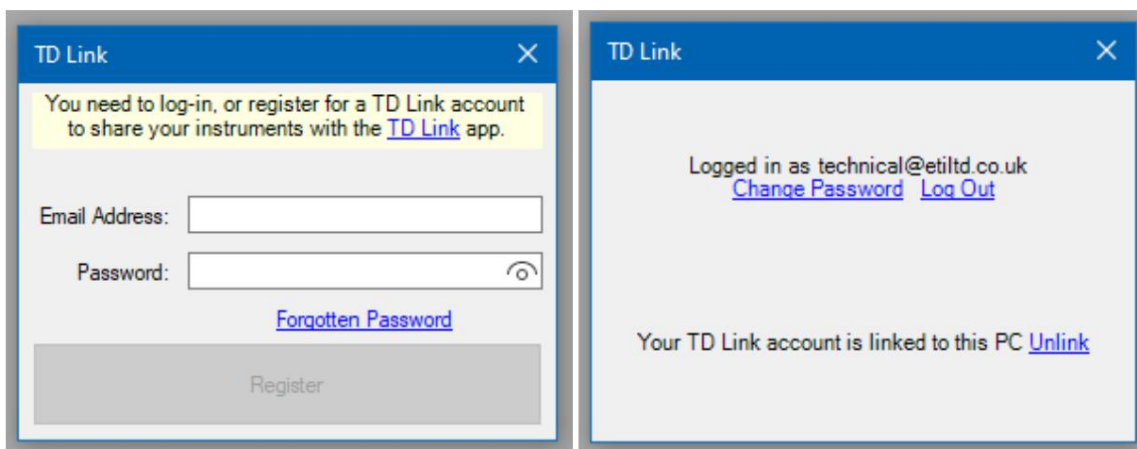 TD Link
You need to log-in, or register for a TD Link account
to share your instruments with the TD Link app.
Email Address:
Password:
Forgotten Password
Register
TD Link
Logged in as technical@etiltd.co.uk
Change Password Log Out
Your TD Link account is linked to this PC Unlink